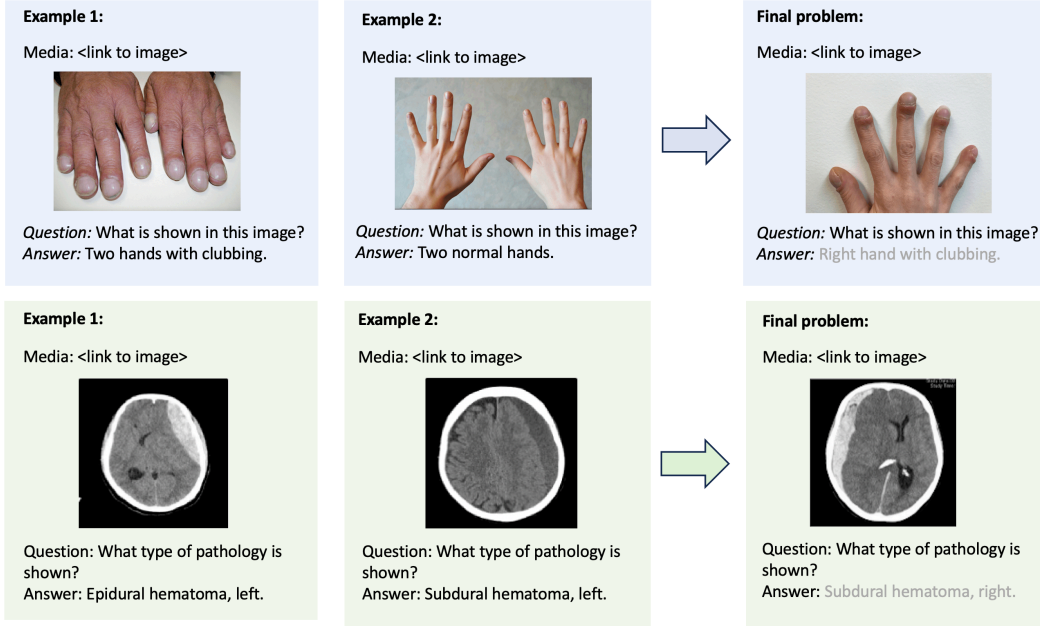 Example 1:
Media: <link to image>
Question: What is shown in this image?
Answer: Two hands with clubbing.
Example 2:
Media: <link to image>
Question: What is shown in this image?
Answer: Two normal hands.
Final problem:
Media: <link to image>
Question: What is shown in this image?
Answer: Right hand with clubbing.
Example 1:
Media: <link to image>
Question: What type of pathology is
shown?
Answer: Epidural hematoma, left.
Example 2:
Media: <link to image>
Question: What type of pathology is
shown?
Answer: Subdural hematoma, left.
Final problem:
Media: <link to image>
Question: What type of pathology is
shown?
Answer: Subdural hematoma, right.